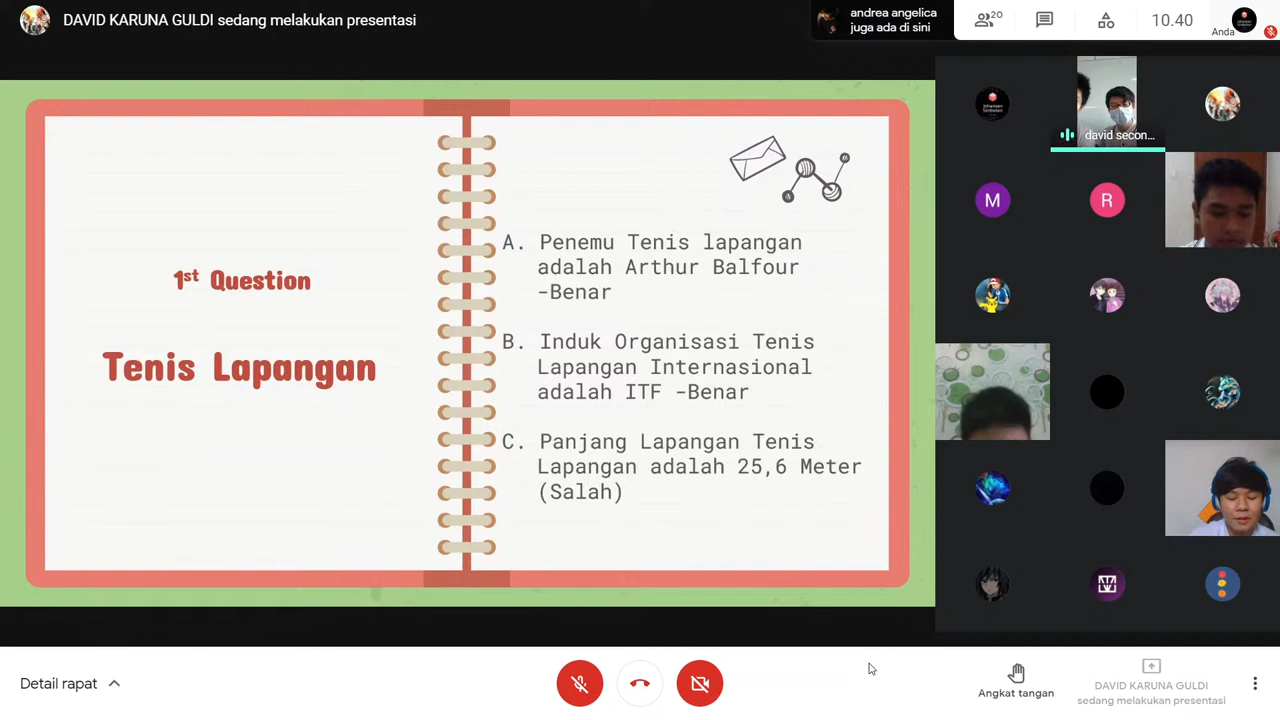 DAVID KARUNA GULDI sedang melakukan presentasi
andrea angelica
juga ada di sini
20
10.40
Anda
1st Question
Tenis Lapangan
A. Penemu Tenis lapangan
adalah Arthur Balfour
-Benar
B. Induk Organisasi Tenis
Lapangan Internasional
adalah ITF -Benar
C. Panjang Lapangan Tenis
Lapangan adalah 25,6 Meter
(Salah)
david secon...
M
R
Detail rapat
Angkat tangan
DAVID KARUNA GULDI
sedang melakukan presentasi